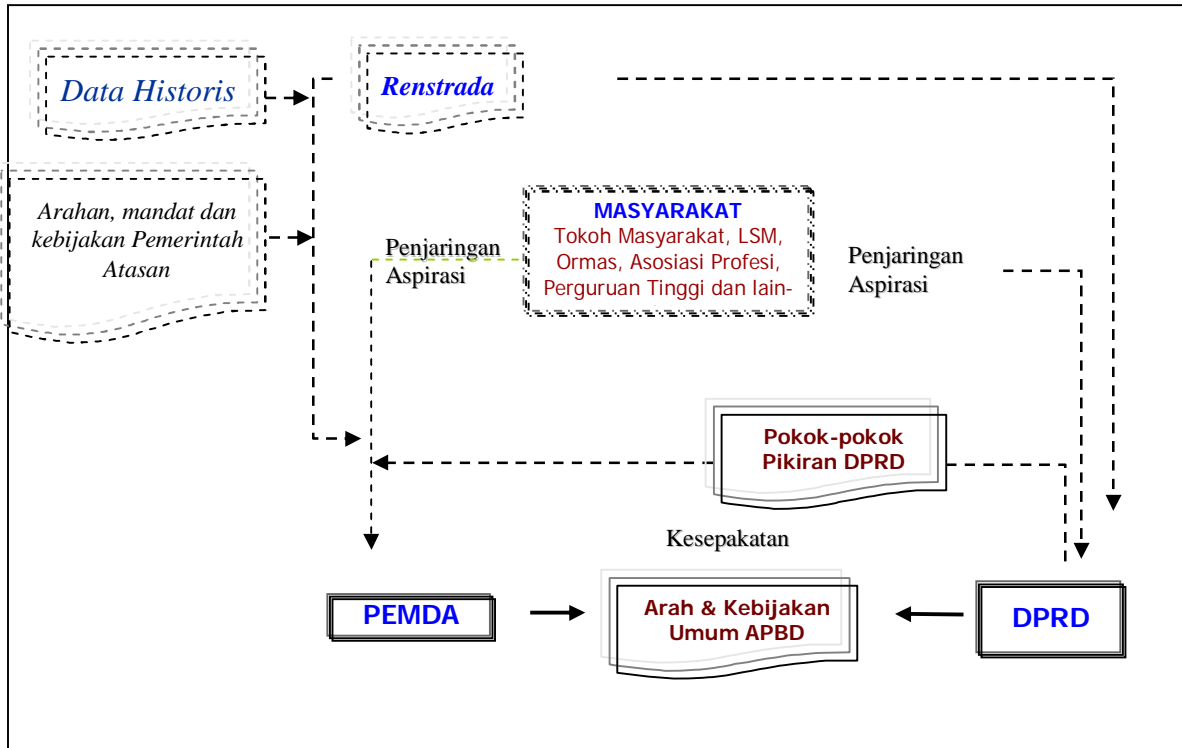 Data Historis
Renstrada
Arahan, mandat dan
kebijakan Pemerintah
Atasan
MASYARAKAT
Tokoh Masyarakat, LSM,
Ormas, Asosiasi Profesi,
Perguruan Tinggi dan lain-
Penjaringan
Aspirasi
Penjaringan
Aspirasi
Pokok-pokok
Pikiran DPRD
Kesepakatan
PEMDA
Arah & Kebijakan
Umum APBD
DPRD